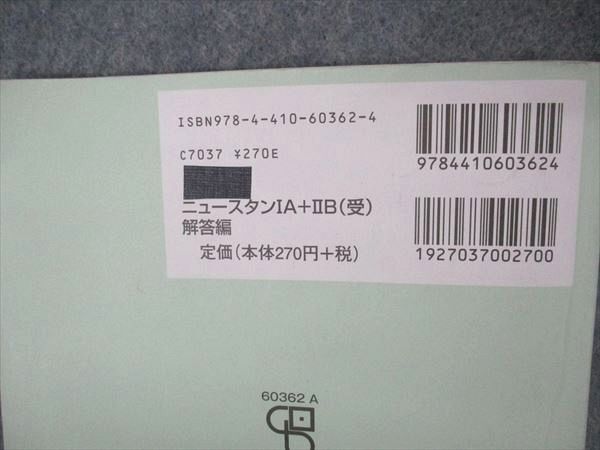 ISBN978-4-410-60362-4
C7037 ¥270E
ニュースタンIA+IIB(受)
解答編
定価(本体270円+税)
9784410603624
1927037002700
60362 A